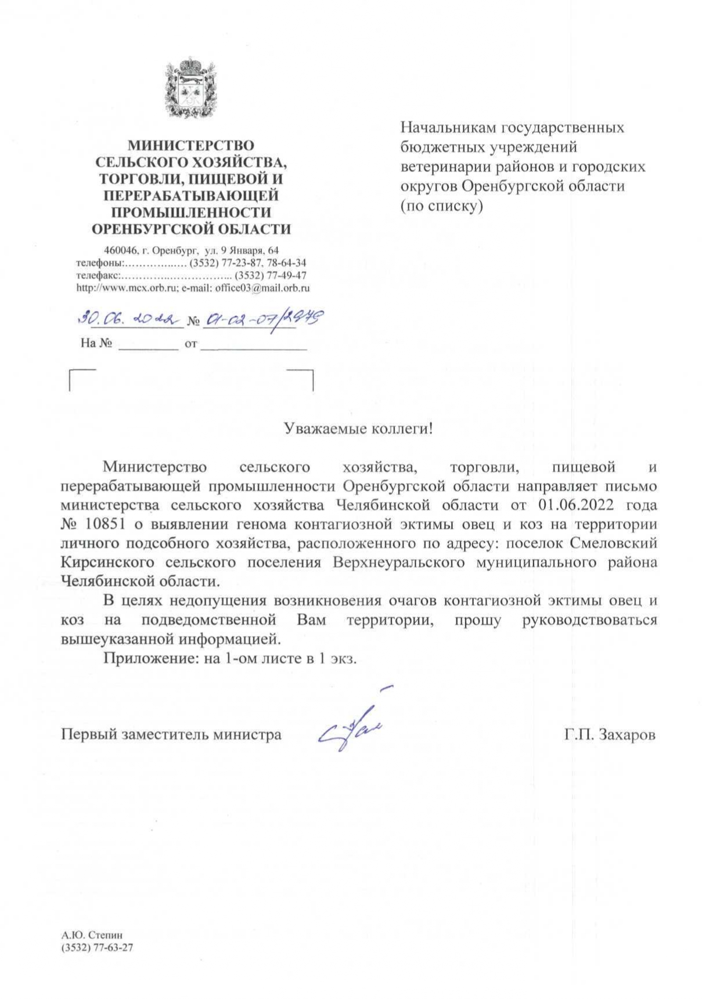 МИНИСТЕРСТВО
СЕЛЬСКОГО ХОЗЯЙСТВА,
ТОРГОВЛИ, ПИЩЕВОЙ И
ПЕРЕРАБАТЫВАЮЩЕЙ
ПРОМЫШЛЕННОСТИ
ОРЕНБУРГСКОЙ ОБЛАСТИ
460046, г. Оренбург, ул. 9 Января, 64
телефоны:.................. (3532) 77-23-87, 78-64-34
телефакс:................................ (3532) 77-49-47
http://www.mcx.orb.ru; e-mail: office03@mail.orb.ru
30.06.2022 № 01-02-07/2979
На № _________ от ________________
Начальникам государственных
бюджетных учреждений
ветеринарии районов и городских
округов Оренбургской области
(по списку)
Уважаемые коллеги!
Министерство сельского хозяйства, торговли, пищевой и
перерабатывающей промышленности Оренбургской области направляет письмо
министерства сельского хозяйства Челябинской области от 01.06.2022 года
№ 10851 о выявлении генома контагиозной эктимы овец и коз на территории
личного подсобного хозяйства, расположенного по адресу: поселок Смеловский
Кирсинского сельского поселения Верхнеуральского муниципального района
Челябинской области.
В целях недопущения возникновения очагов контагиозной эктимы овец и
коз на подведомственной Вам территории, прошу руководствоваться
вышеуказанной информацией.
Приложение: на 1-ом листе в 1 экз.
Первый заместитель министра Г.П. Захаров
А.Ю. Степин
(3532) 77-63-27